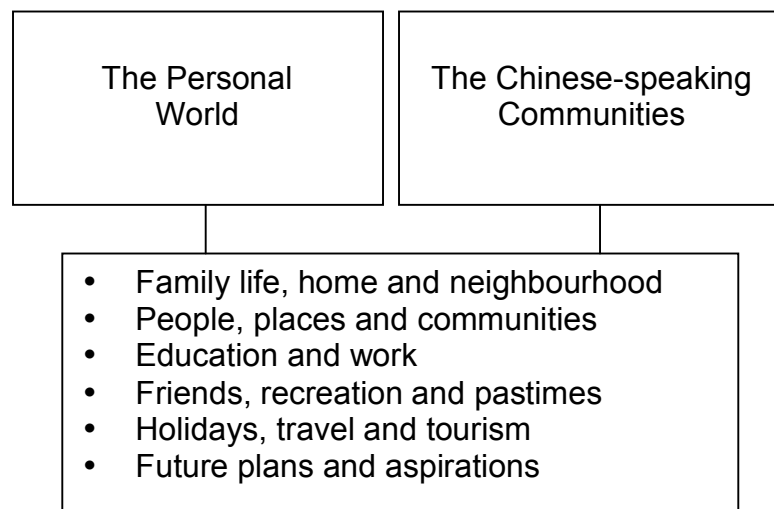 The Personal
World
The Chinese-speaking
Communities
• Family life, home and neighbourhood
• People, places and communities
• Education and work
• Friends, recreation and pastimes
• Holidays, travel and tourism
• Future plans and aspirations